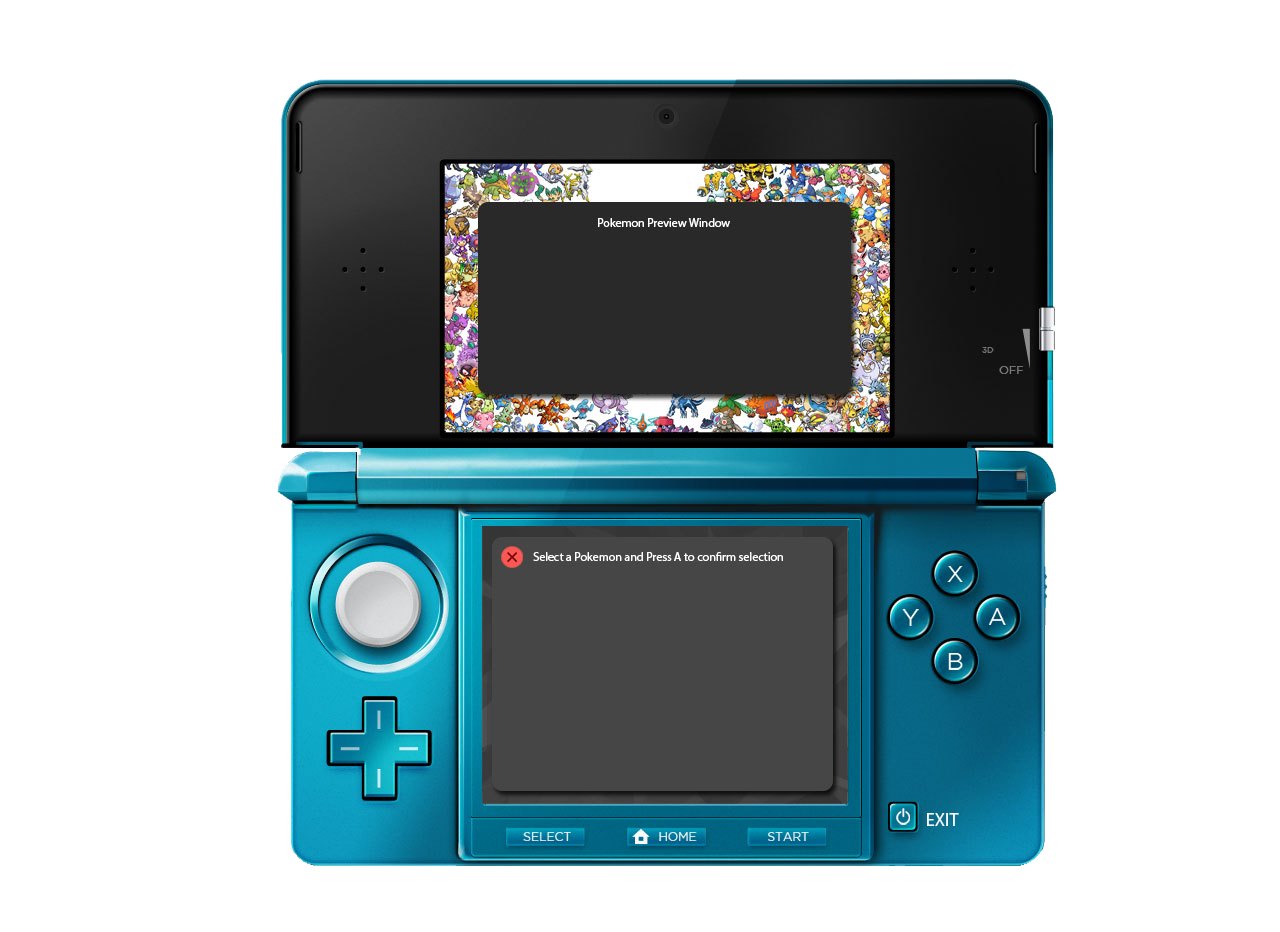 Pokemon Preview Window
3D
OFF
Select a Pokemon and Press A to confirm selection
X
Y
A
B
EXIT
SELECT
HOME
START